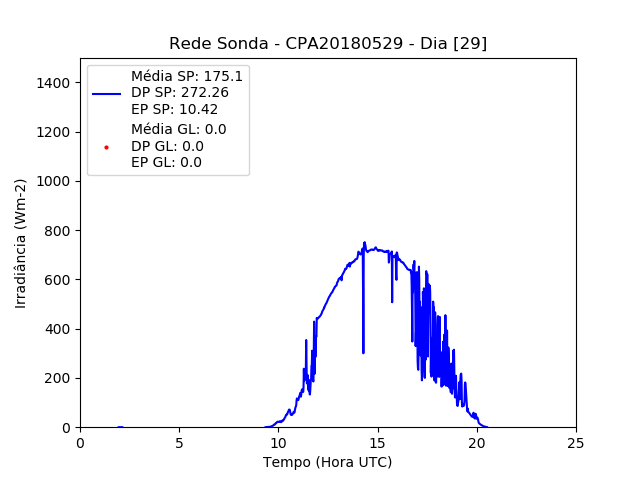 Rede Sonda - CPA20180529 - Dia [29]
Média SP: 175.1
DP SP: 272.26
EP SP: 10.42
Média GL: 0.0
DP GL: 0.0
EP GL: 0.0
1400
1200
1000
800
600
400
200
0
Irradiância (Wm-2)
0 5 10 15 20 25
Tempo (Hora UTC)